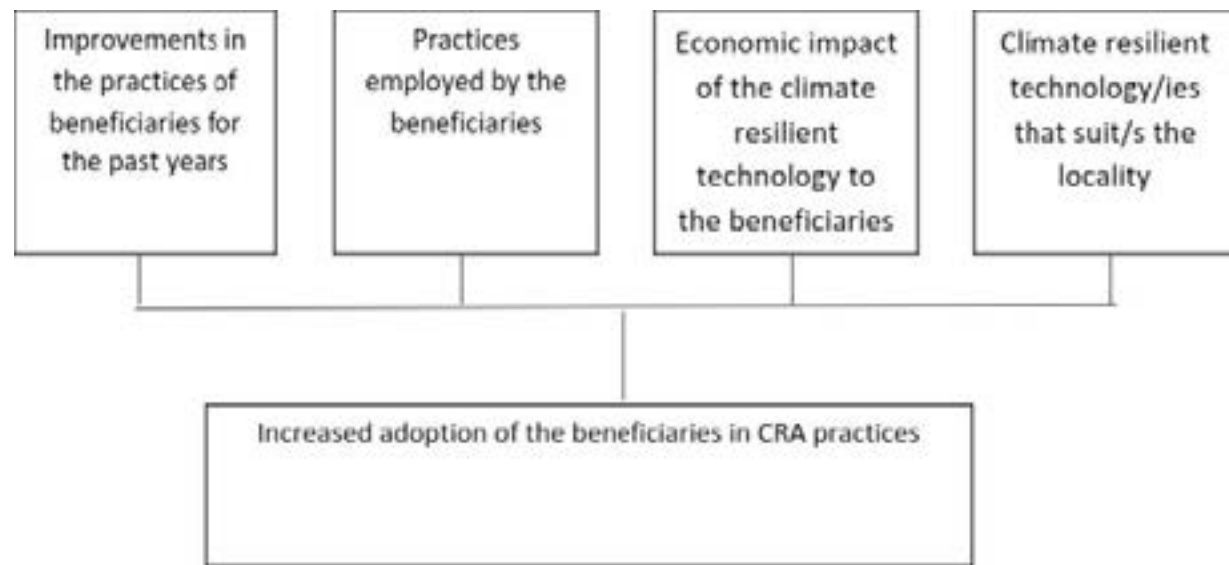 Improvements in
the practices of
beneficiaries for
the past years
Practices
employed by the
beneficiaries
Economic impact
of the climate
resilient
technology to
the beneficiaries
Climate resilient
technology/ies
that suit/s the
locality
Increased adoption of the beneficiaries in CRA practices